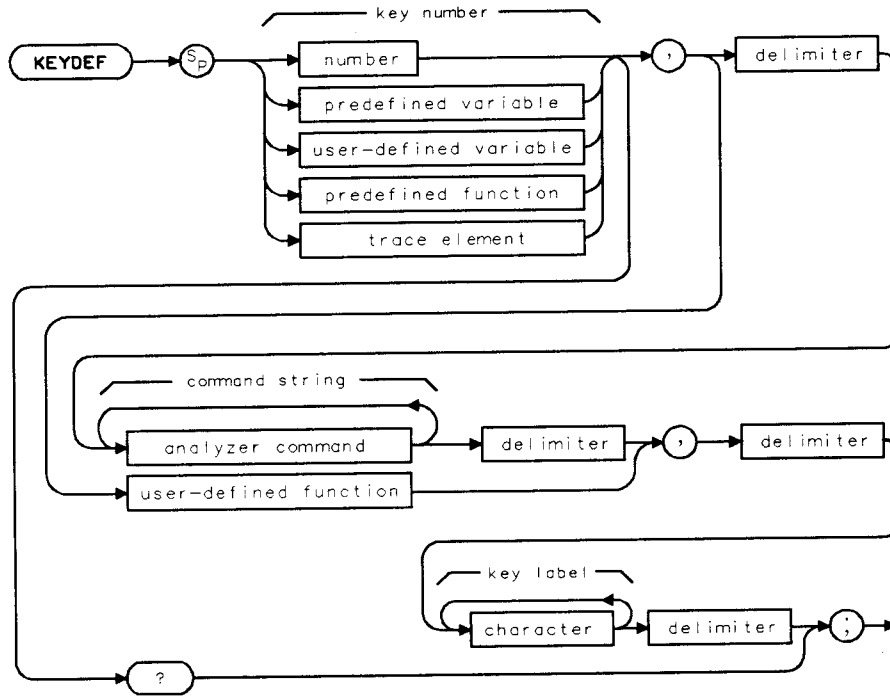 key number
KEYDEF
SP
number
,
delimiter
predefined variable
user-defined variable
predefined function
trace element
command string
analyzer command
delimiter
,
delimiter
user-defined function
key label
character
delimiter
;
?